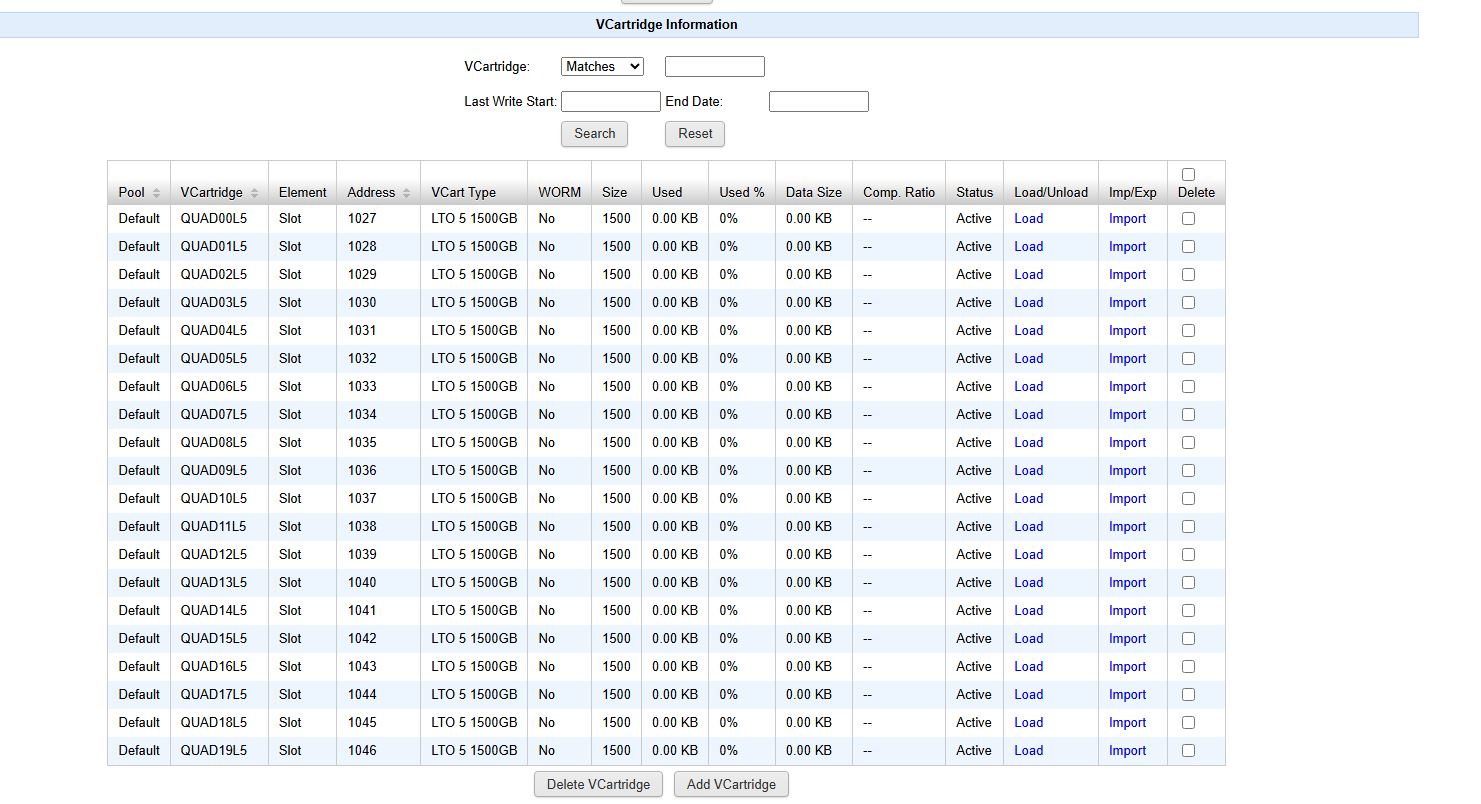 VCartridge Information
VCartridge: Matches
Last Write Start: End Date:
Search Reset
Pool VCartridge Element Address VCart Type WORM Size Used Used % Data Size Comp. Ratio Status Load/Unload Imp/Exp Delete
Default QUAD00L5 Slot 1027 LTO 5 1500GB No 1500 0.00 KB 0% 0.00 KB -- Active Load Import
Default QUAD01L5 Slot 1028 LTO 5 1500GB No 1500 0.00 KB 0% 0.00 KB -- Active Load Import
Default QUAD02L5 Slot 1029 LTO 5 1500GB No 1500 0.00 KB 0% 0.00 KB -- Active Load Import
Default QUAD03L5 Slot 1030 LTO 5 1500GB No 1500 0.00 KB 0% 0.00 KB -- Active Load Import
Default QUAD04L5 Slot 1031 LTO 5 1500GB No 1500 0.00 KB 0% 0.00 KB -- Active Load Import
Default QUAD05L5 Slot 1032 LTO 5 1500GB No 1500 0.00 KB 0% 0.00 KB -- Active Load Import
Default QUAD06L5 Slot 1033 LTO 5 1500GB No 1500 0.00 KB 0% 0.00 KB -- Active Load Import
Default QUAD07L5 Slot 1034 LTO 5 1500GB No 1500 0.00 KB 0% 0.00 KB -- Active Load Import
Default QUAD08L5 Slot 1035 LTO 5 1500GB No 1500 0.00 KB 0% 0.00 KB -- Active Load Import
Default QUAD09L5 Slot 1036 LTO 5 1500GB No 1500 0.00 KB 0% 0.00 KB -- Active Load Import
Default QUAD10L5 Slot 1037 LTO 5 1500GB No 1500 0.00 KB 0% 0.00 KB -- Active Load Import
Default QUAD11L5 Slot 1038 LTO 5 1500GB No 1500 0.00 KB 0% 0.00 KB -- Active Load Import
Default QUAD12L5 Slot 1039 LTO 5 1500GB No 1500 0.00 KB 0% 0.00 KB -- Active Load Import
Default QUAD13L5 Slot 1040 LTO 5 1500GB No 1500 0.00 KB 0% 0.00 KB -- Active Load Import
Default QUAD14L5 Slot 1041 LTO 5 1500GB No 1500 0.00 KB 0% 0.00 KB -- Active Load Import
Default QUAD15L5 Slot 1042 LTO 5 1500GB No 1500 0.00 KB 0% 0.00 KB -- Active Load Import
Default QUAD16L5 Slot 1043 LTO 5 1500GB No 1500 0.00 KB 0% 0.00 KB -- Active Load Import
Default QUAD17L5 Slot 1044 LTO 5 1500GB No 1500 0.00 KB 0% 0.00 KB -- Active Load Import
Default QUAD18L5 Slot 1045 LTO 5 1500GB No 1500 0.00 KB 0% 0.00 KB -- Active Load Import
Default QUAD19L5 Slot 1046 LTO 5 1500GB No 1500 0.00 KB 0% 0.00 KB -- Active Load Import
Delete VCartridge Add VCartridge